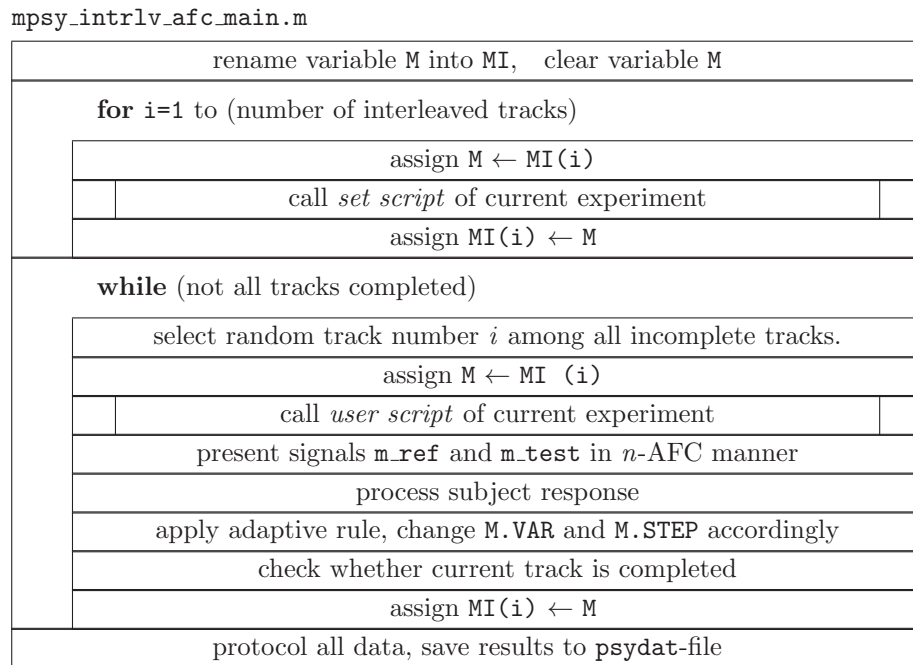 mpsy_intrlv_afc_main.m
rename variable M into MI, clear variable M
for i=1 to (number of interleaved tracks)
assign M ← MI(i)
call set script of current experiment
assign MI(i) ← M
while (not all tracks completed)
select random track number i among all incomplete tracks.
assign M ← MI (i)
call user script of current experiment
present signals m_ref and m_test in n-AFC manner
process subject response
apply adaptive rule, change M.VAR and M.STEP accordingly
check whether current track is completed
assign MI(i) ← M
protocol all data, save results to psydat-file